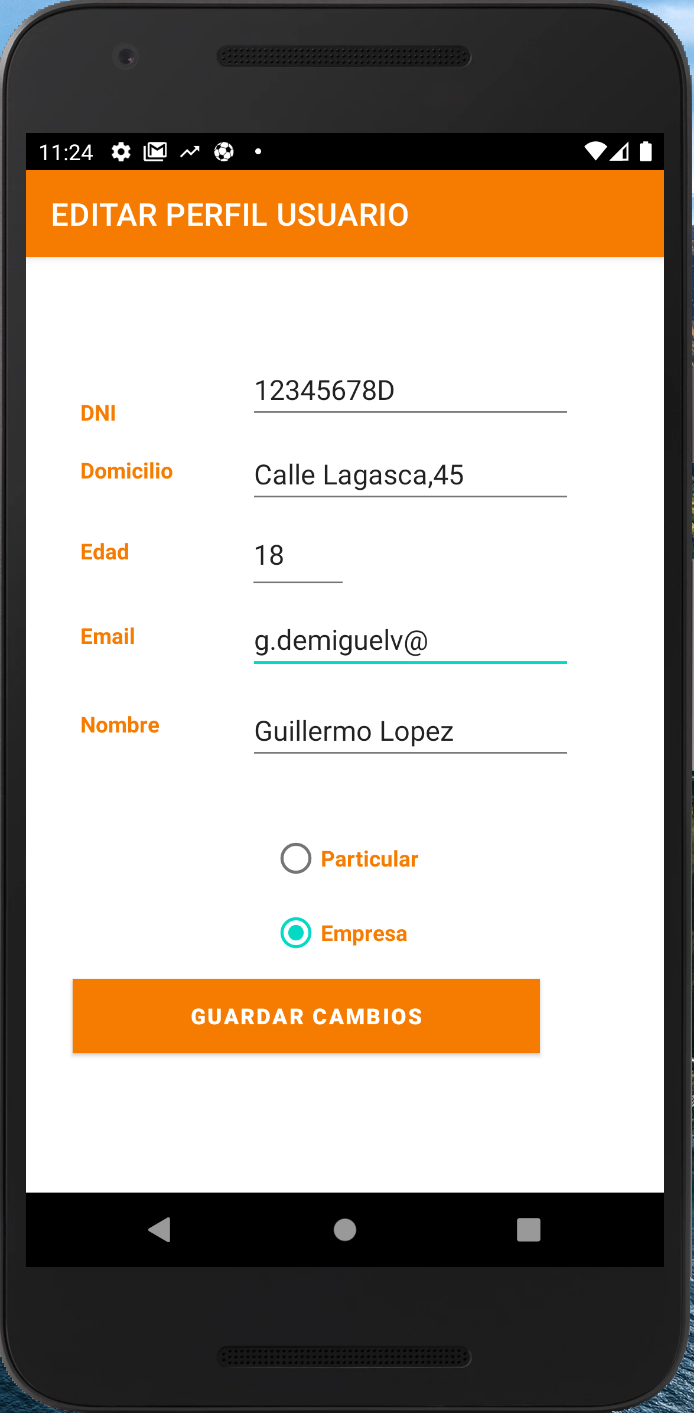 11:24
EDITAR PERFIL USUARIO
DNI 12345678D
Domicilio Calle Lagasca,45
Edad 18
Email g.demiguelv@
Nombre Guillermo Lopez
Particular
Empresa
GUARDAR CAMBIOS